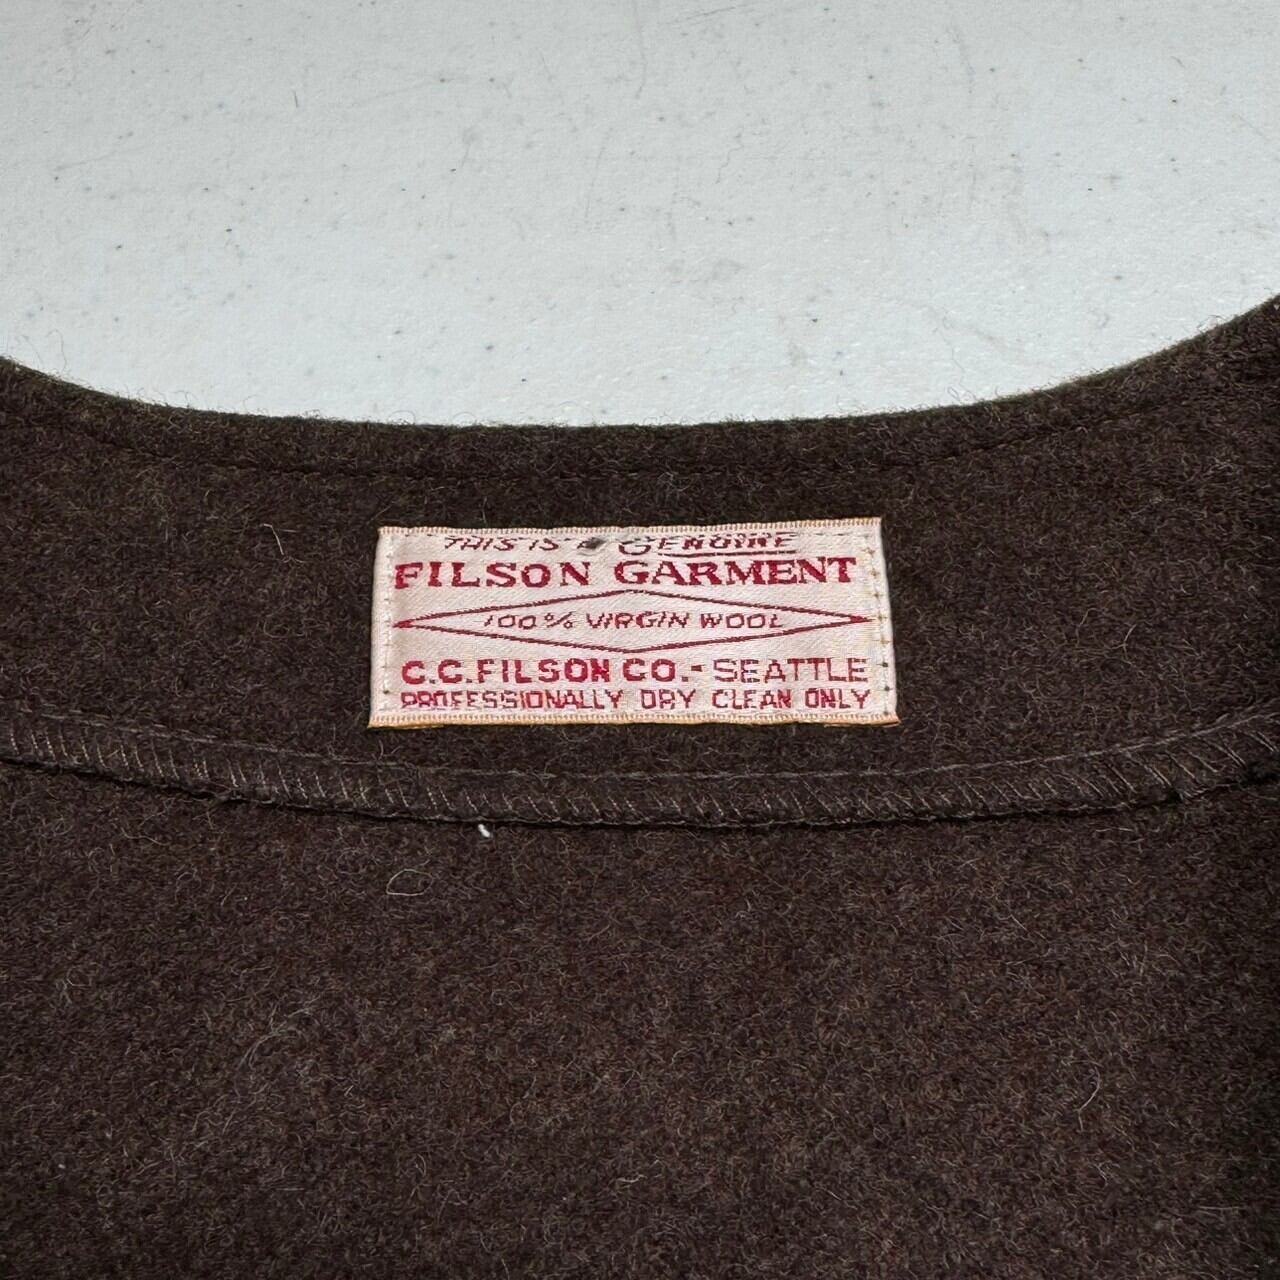 THIS IS A GENUINE
FILSON GARMENT
100% VIRGIN WOOL
C.C. FILSON CO. - SEATTLE
PROFESSIONALLY DRY CLEAN ONLY